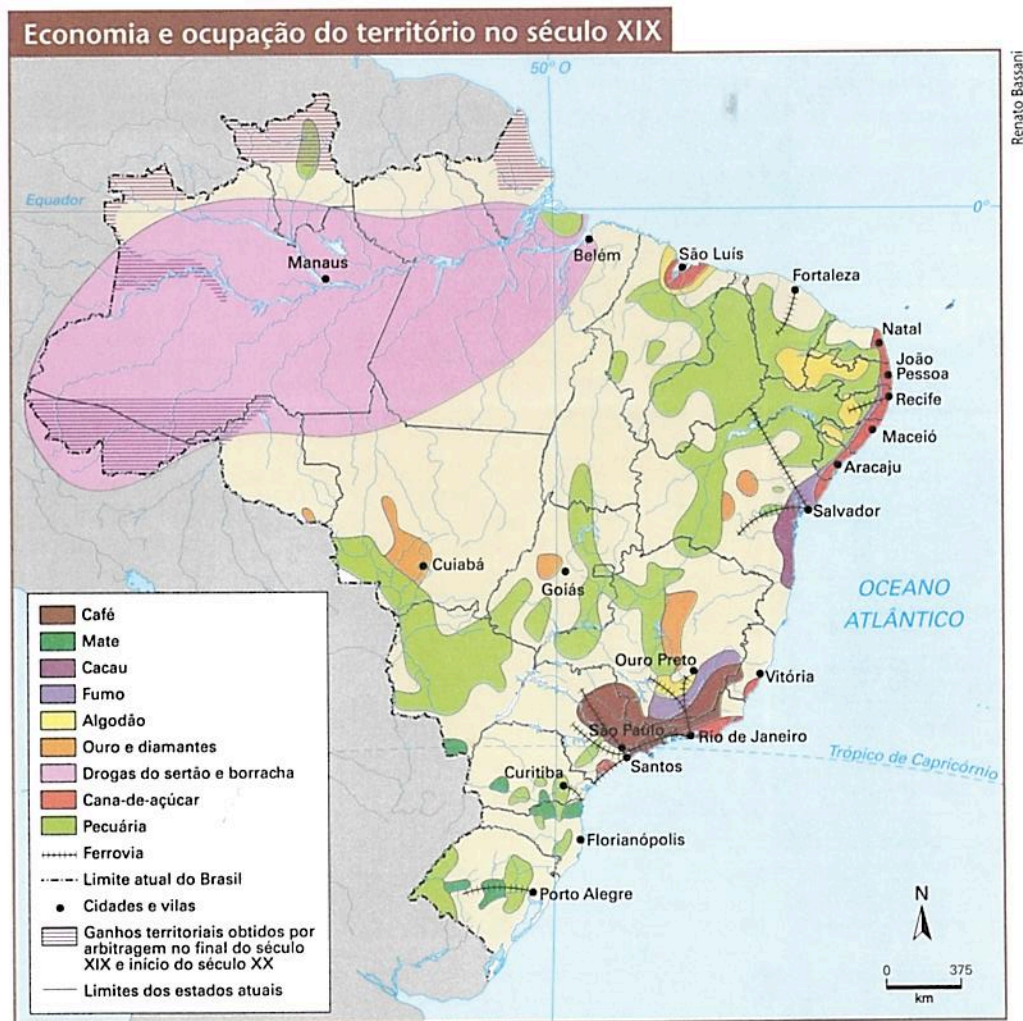 Economia e ocupação do território no século XIX
Renato Bassani
50° O
Equador
0°
Manaus
Belém
São Luís
Fortaleza
Natal
João
Pessoa
Recife
Maceió
Aracaju
Salvador
Cuiabá
Goiás
OCEANO
ATLÂNTICO
Ouro Preto
Vitória
São Paulo
Rio de Janeiro
Trópico de Capricórnio
Santos
Curitiba
Florianópolis
Porto Alegre
Café
Mate
Cacau
Fumo
Algodão
Ouro e diamantes
Drogas do sertão e borracha
Cana-de-açúcar
Pecuária
Ferrovia
Limite atual do Brasil
Cidades e vilas
Ganhos territoriais obtidos por
arbitragem no final do século
XIX e início do século XX
Limites dos estados atuais
N
0 375
km